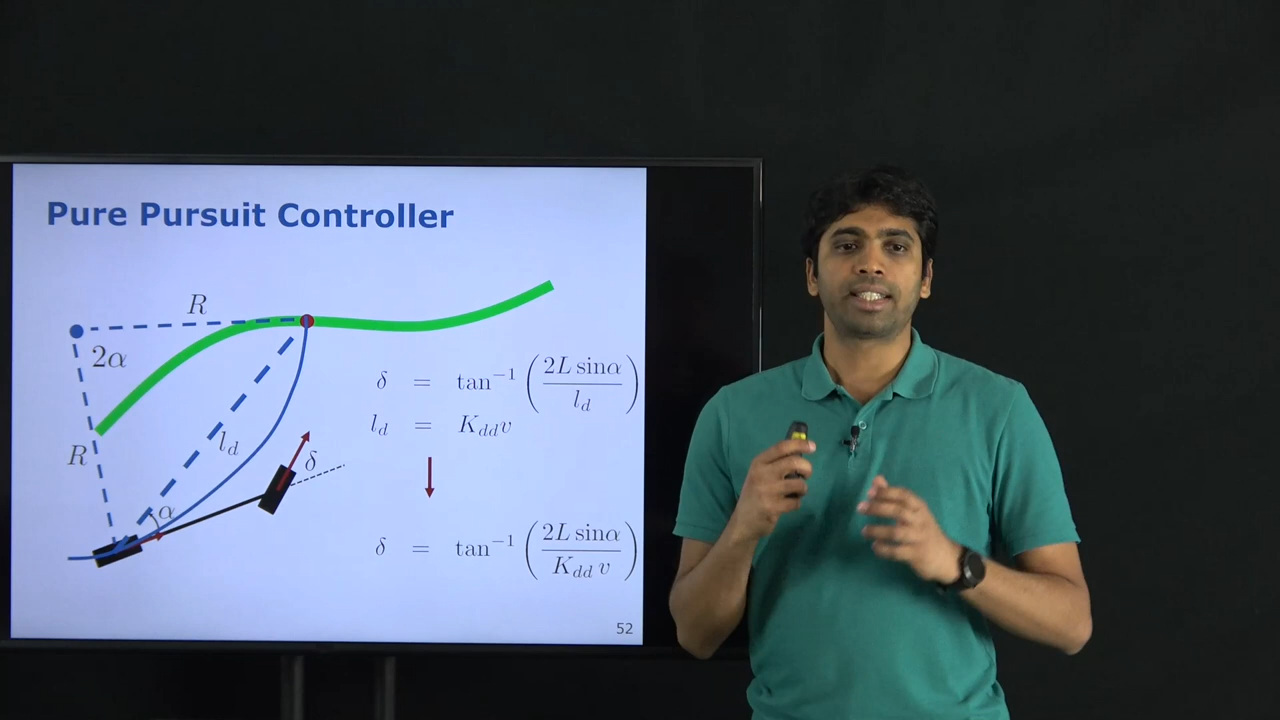 Pure Pursuit Controller
R
2α
δ = tan⁻¹ (2L sinα / l_d)
l_d = K_dd v
R
l_d
δ
α
δ = tan⁻¹ (2L sinα / K_dd v)
52